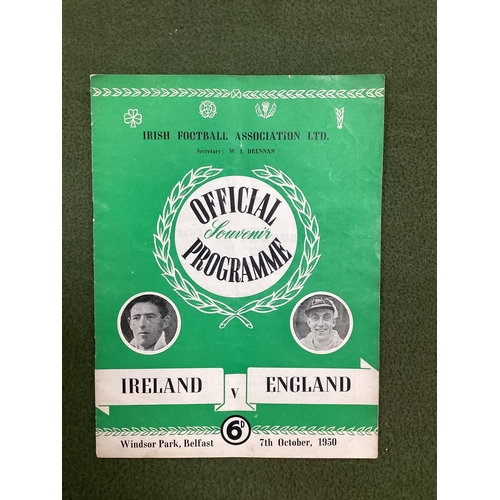 IRISH FOOTBALL ASSOCIATION LTD.
Secretary: W. J. DRENNAN
OFFICIAL
Souvenir
PROGRAMME
IRELAND v ENGLAND
6D
Windsor Park, Belfast 7th October, 1950